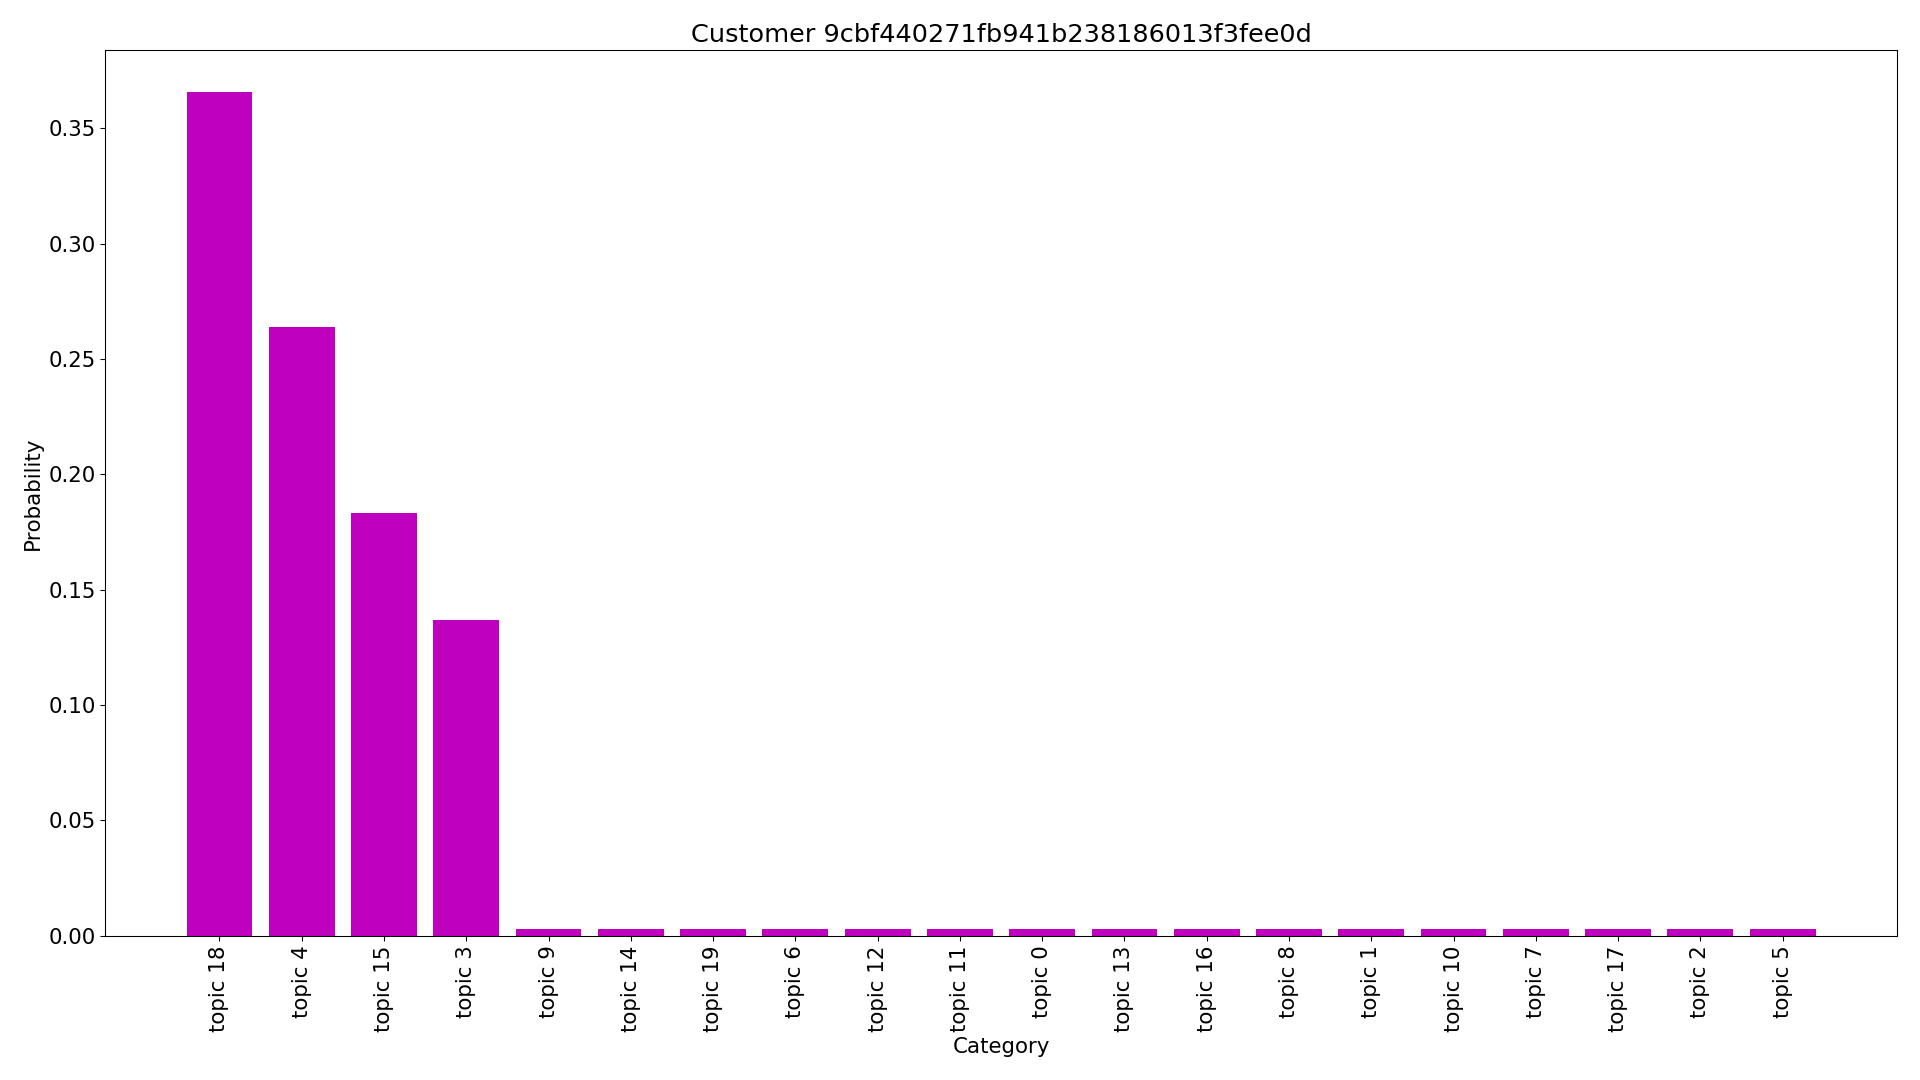 Customer 9cbf440271fb941b238186013f3fee0d
Probability
0.35
0.30
0.25
0.20
0.15
0.10
0.05
0.00
topic 18
topic 4
topic 15
topic 3
topic 9
topic 14
topic 19
topic 6
topic 12
topic 11
topic 0
topic 13
topic 16
topic 8
topic 1
topic 10
topic 7
topic 17
topic 2
topic 5
Category